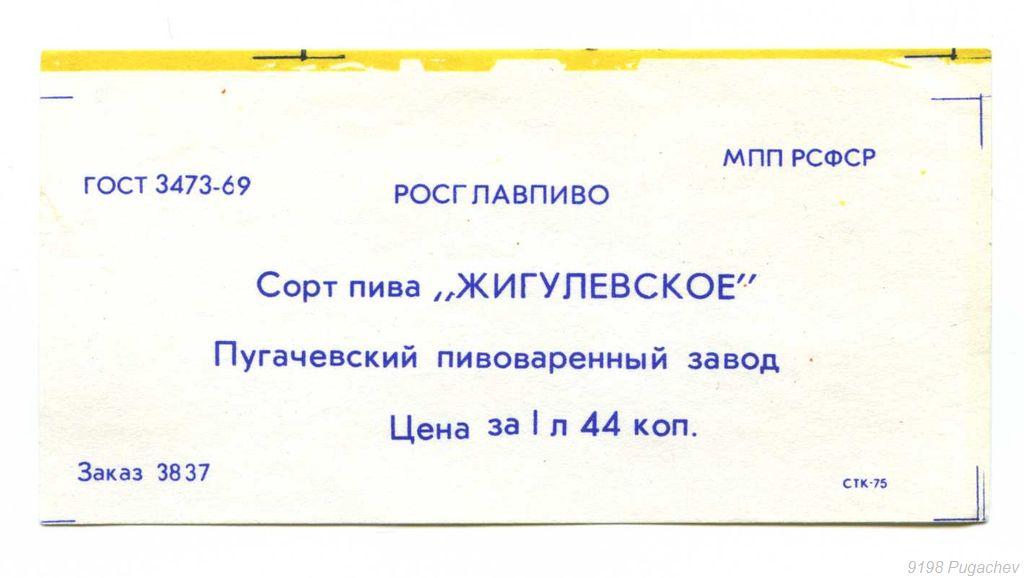 МПП РСФСР
ГОСТ 3473-69
РОСГЛАВПИВО
Сорт пива ,,ЖИГУЛЕВСКОЕ"
Пугачевский пивоваренный завод
Цена за 1 л 44 коп.
Заказ 3837
СТК-75
9198 Pugachev